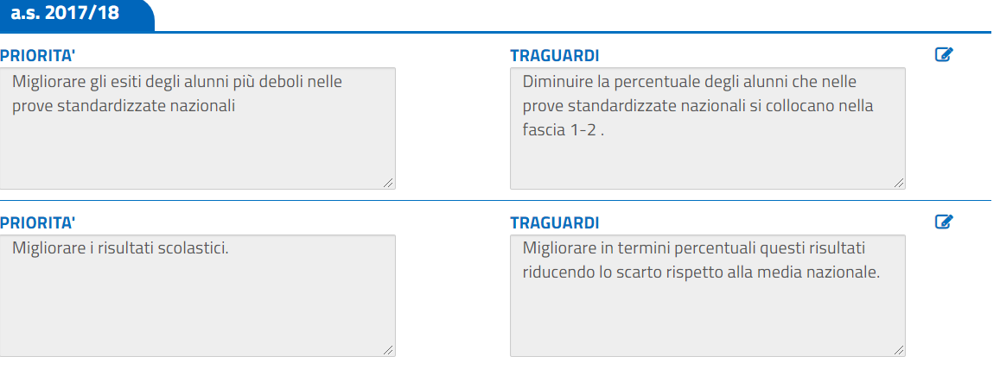 a.s. 2017/18
PRIORITA'
TRAGUARDI
Migliorare gli esiti degli alunni più deboli nelle
prove standardizzate nazionali
Diminuire la percentuale degli alunni che nelle
prove standardizzate nazionali si collocano nella
fascia 1-2 .
PRIORITA'
TRAGUARDI
Migliorare i risultati scolastici.
Migliorare in termini percentuali questi risultati
riducendo lo scarto rispetto alla media nazionale.